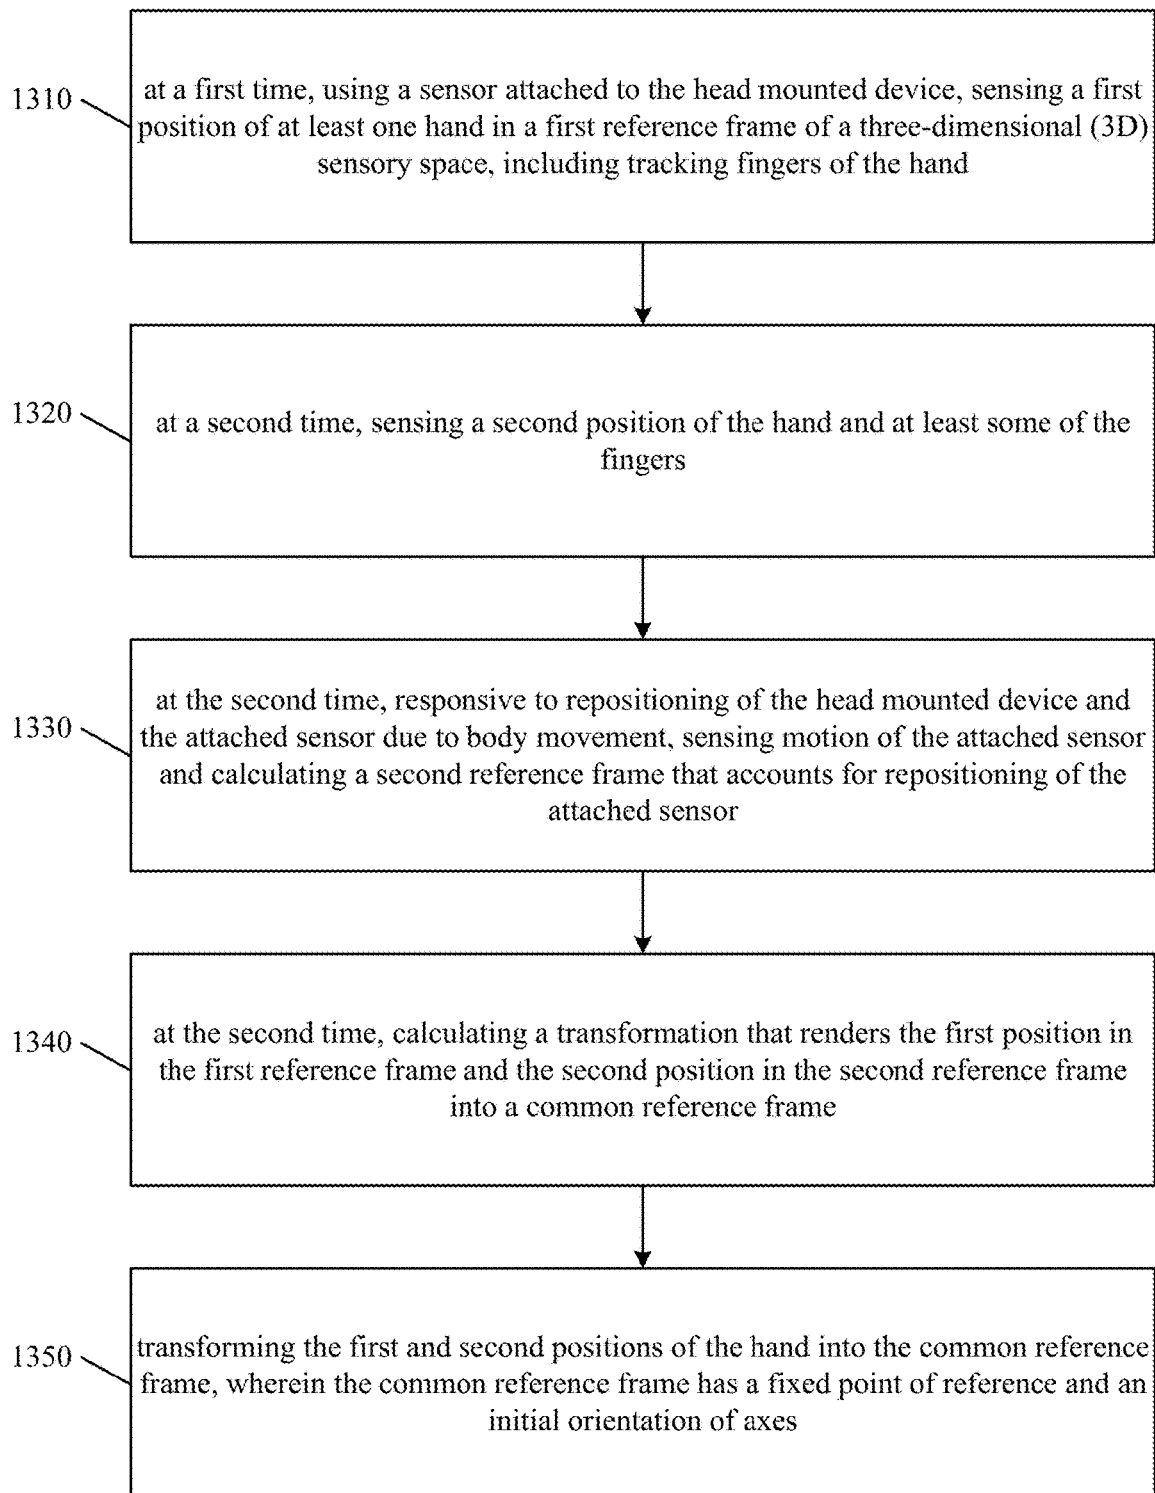 1310
at a first time, using a sensor attached to the head mounted device, sensing a first
position of at least one hand in a first reference frame of a three-dimensional (3D)
sensory space, including tracking fingers of the hand
1320
at a second time, sensing a second position of the hand and at least some of the
fingers
1330
at the second time, responsive to repositioning of the head mounted device and
the attached sensor due to body movement, sensing motion of the attached sensor
and calculating a second reference frame that accounts for repositioning of the
attached sensor
1340
at the second time, calculating a transformation that renders the first position in
the first reference frame and the second position in the second reference frame
into a common reference frame
1350
transforming the first and second positions of the hand into the common reference
frame, wherein the common reference frame has a fixed point of reference and an
initial orientation of axes